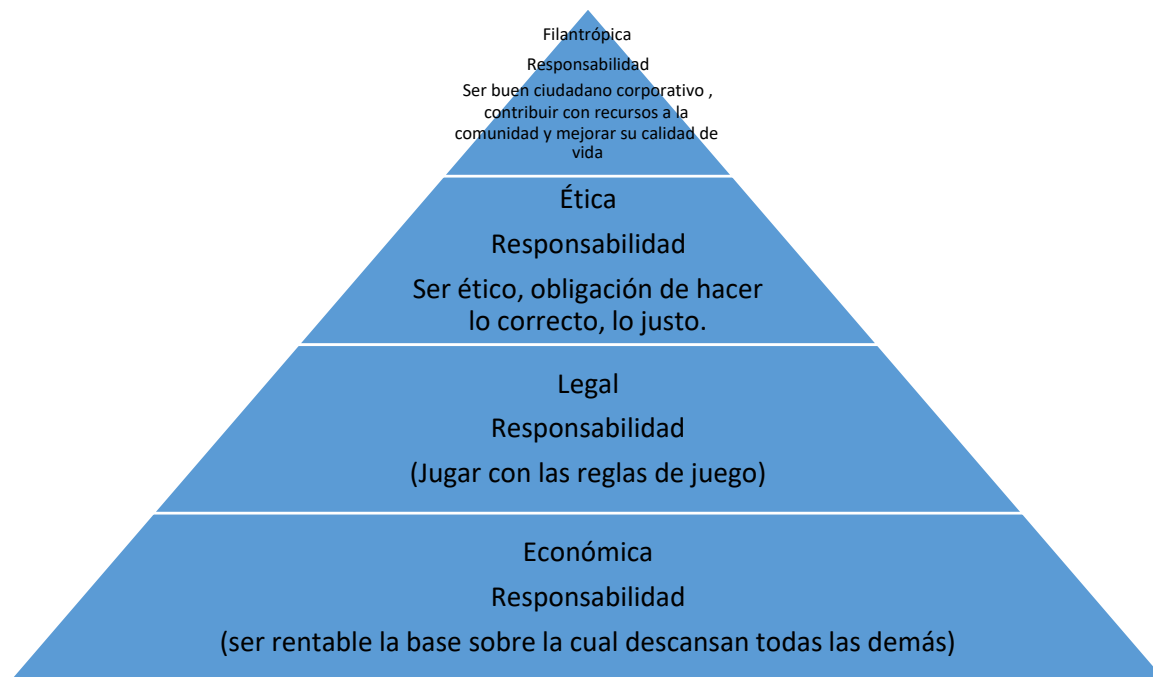 Filantrópica
Responsabilidad
Ser buen ciudadano corporativo ,
contribuir con recursos a la
comunidad y mejorar su calidad de
vida
Ética
Responsabilidad
Ser ético, obligación de hacer
lo correcto, lo justo.
Legal
Responsabilidad
(Jugar con las reglas de juego)
Económica
Responsabilidad
(ser rentable la base sobre la cual descansan todas las demás)